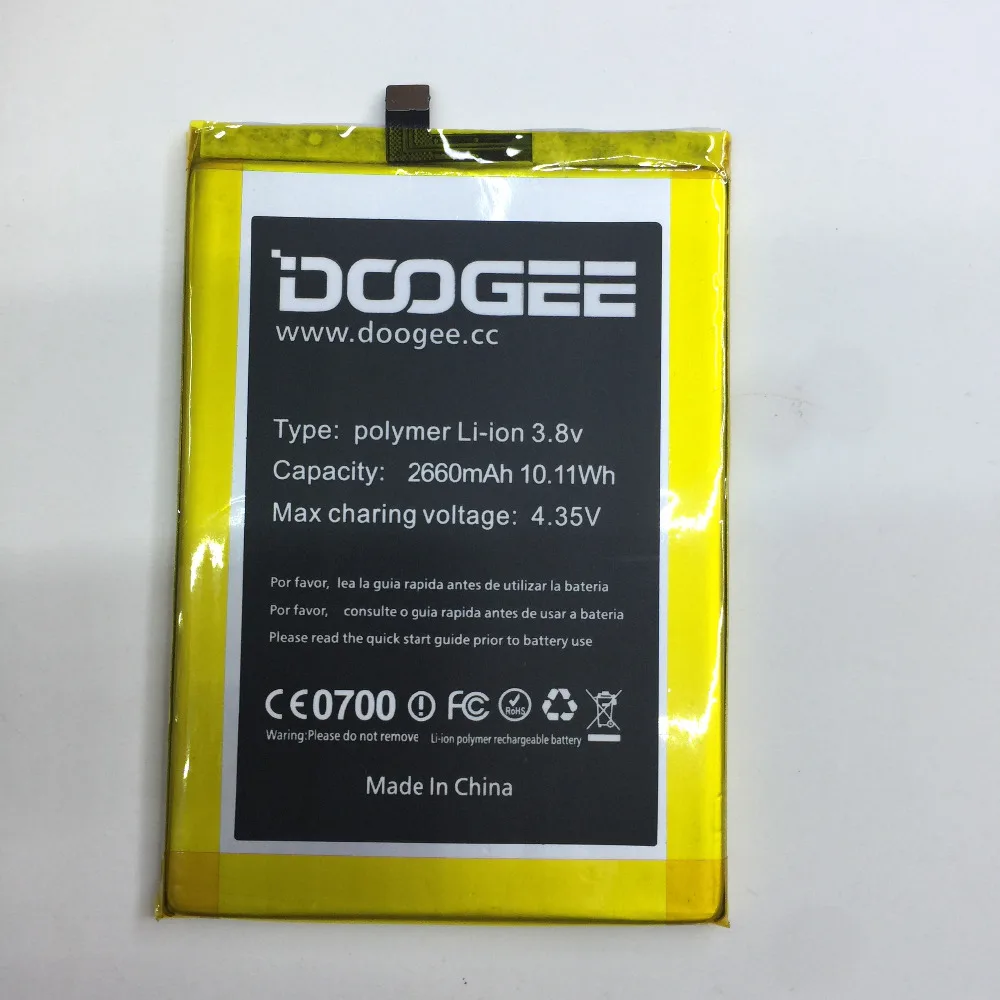 DOOGEE
www.doogee.cc
Type: polymer Li-ion 3.8v
Capacity: 2660mAh 10.11Wh
Max charing voltage: 4.35V
Por favor, lea la guia rapida antes de utilizar la bateria
Por favor, consulte o guia rapida antes de usar a bateria
Please read the quick start guide prior to battery use
CE0700 FC RoHS
Waring:Please do not remove Li-ion polymer rechargeable battery
Made In China